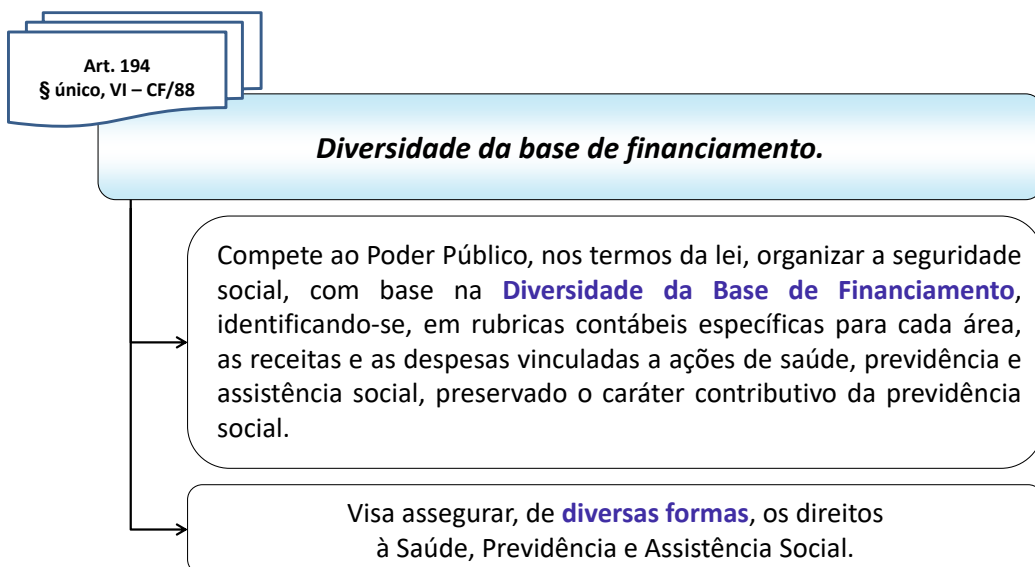 Art. 194
§ único, VI – CF/88
Diversidade da base de financiamento.
Compete ao Poder Público, nos termos da lei, organizar a seguridade
social, com base na Diversidade da Base de Financiamento,
identificando-se, em rubricas contábeis específicas para cada área,
as receitas e as despesas vinculadas a ações de saúde, previdência e
assistência social, preservado o caráter contributivo da previdência
social.
Visa assegurar, de diversas formas, os direitos
à Saúde, Previdência e Assistência Social.